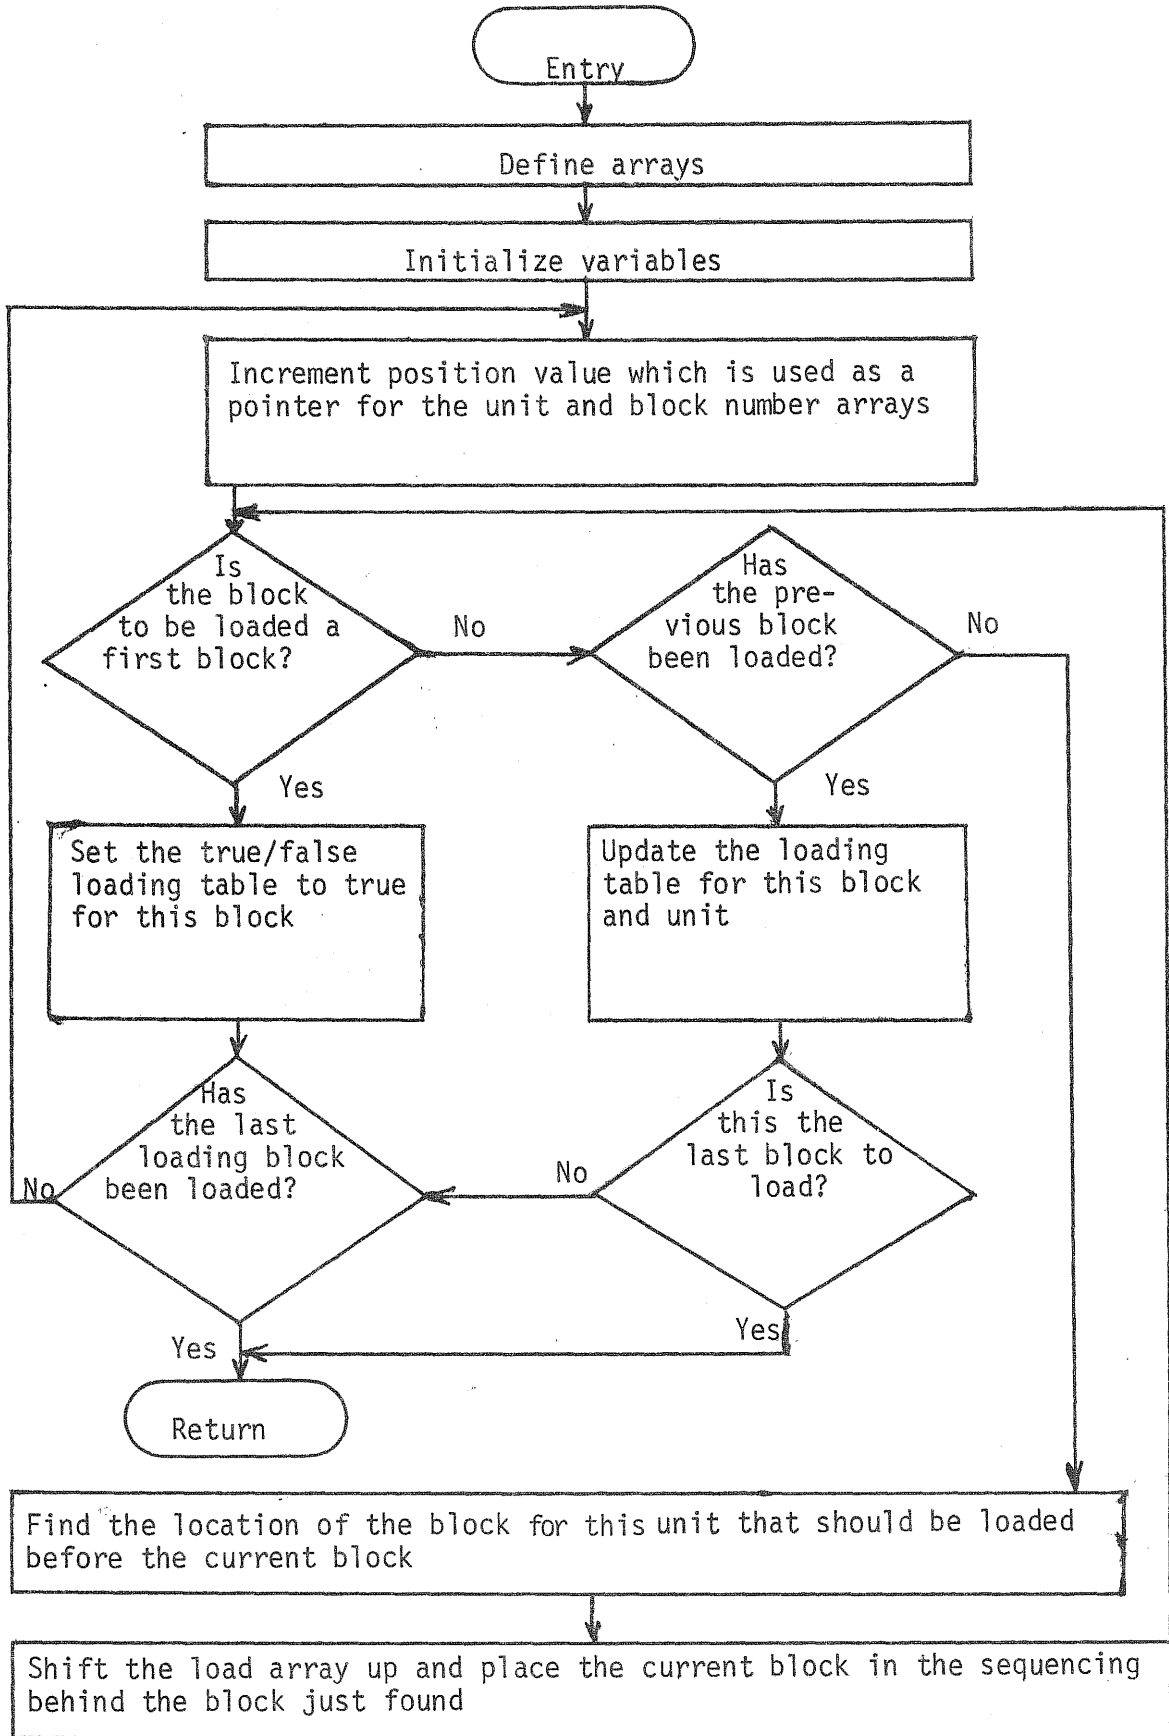 Entry
Define arrays
Initialize variables
Increment position value which is used as a
pointer for the unit and block number arrays
Is
the block
to be loaded a
first block?
No
Has
the pre-
vious block
been loaded?
No
Yes
Yes
Set the true/false
loading table to true
for this block
Update the loading
table for this block
and unit
Has
the last
loading block
been loaded?
No
Is
this the
last block to
load?
No
Yes
Yes
Return
Find the location of the block for this unit that should be loaded
before the current block
Shift the load array up and place the current block in the sequencing
behind the block just found